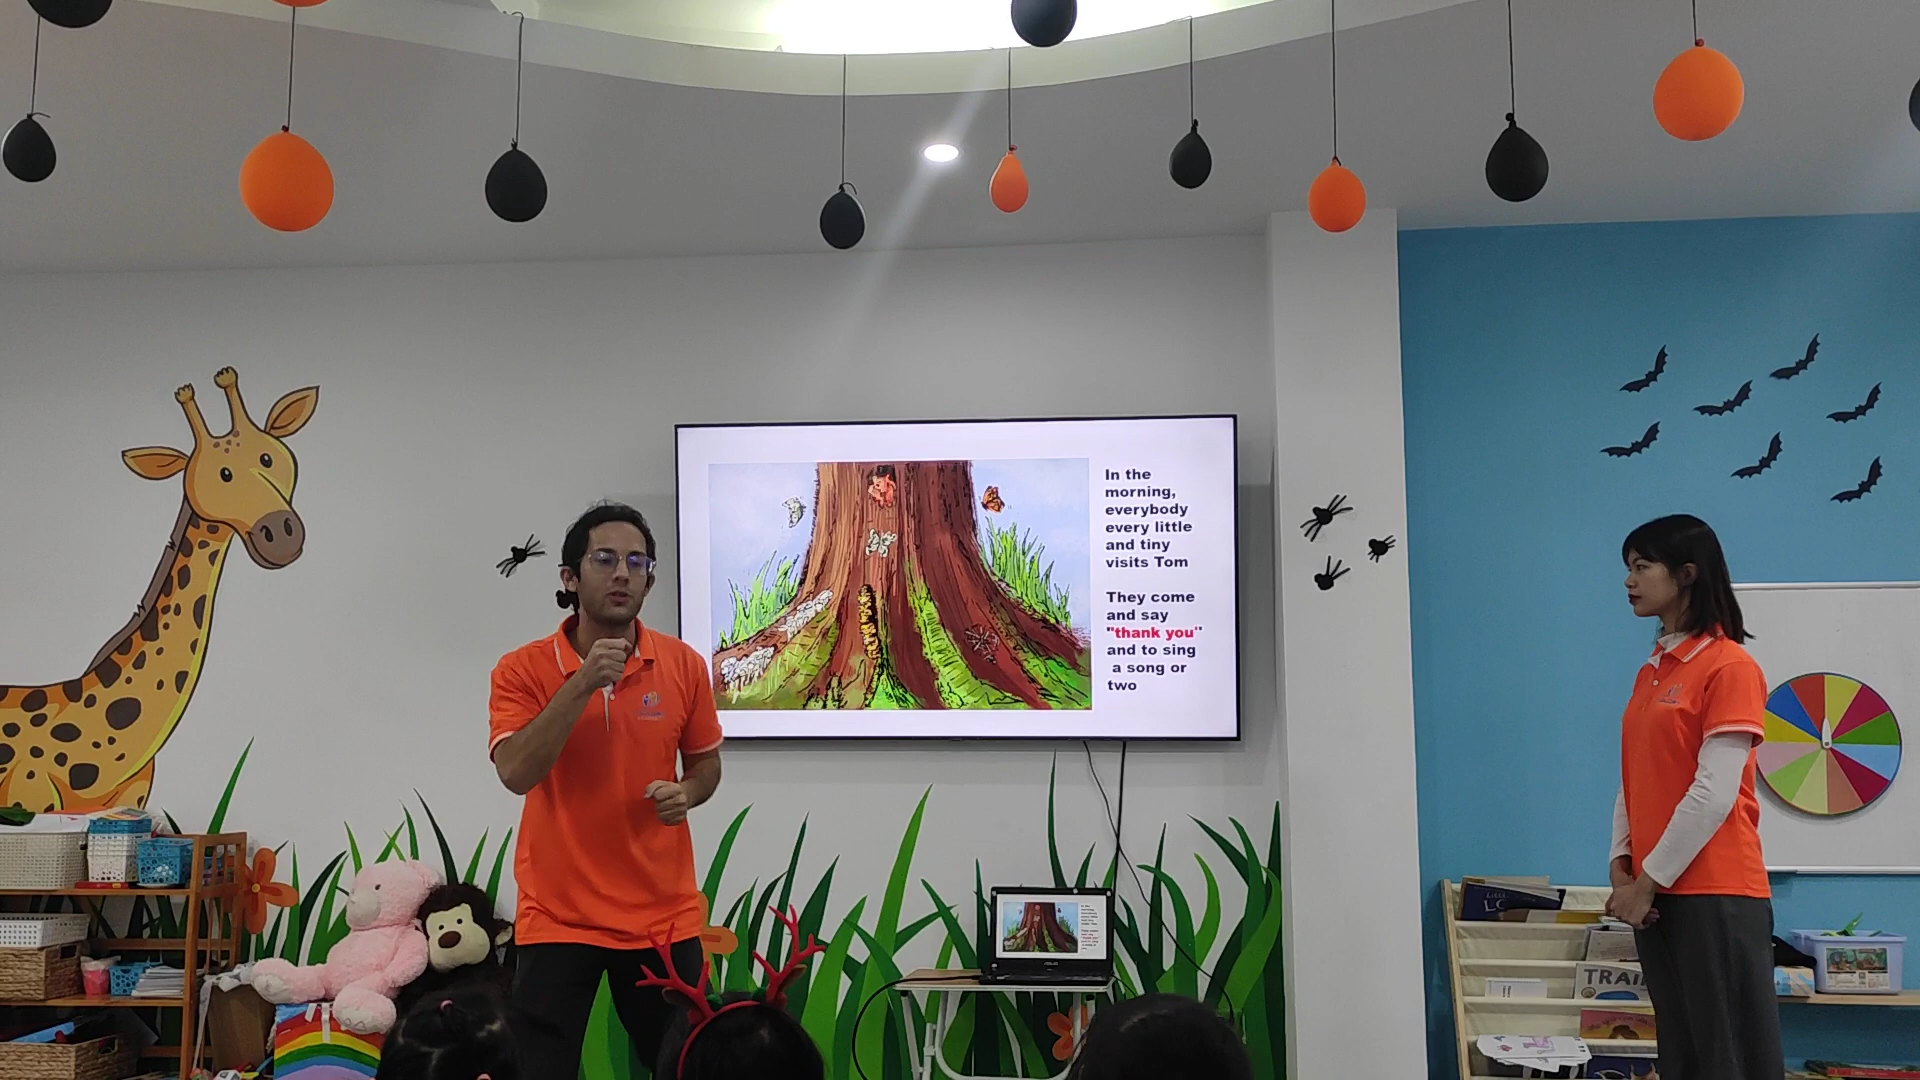 In the
morning,
everybody
every little
and tiny
visits Tom
They come
and say
"thank you"
and to sing
a song or
two
TRAI